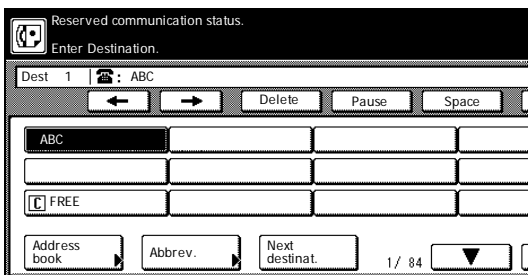 Reserved communication status.
Enter Destination.
Dest 1 ☎: ABC
← → Delete Pause Space
ABC
C FREE
Address book Abbrev. Next destinat. 1/ 84 ▼